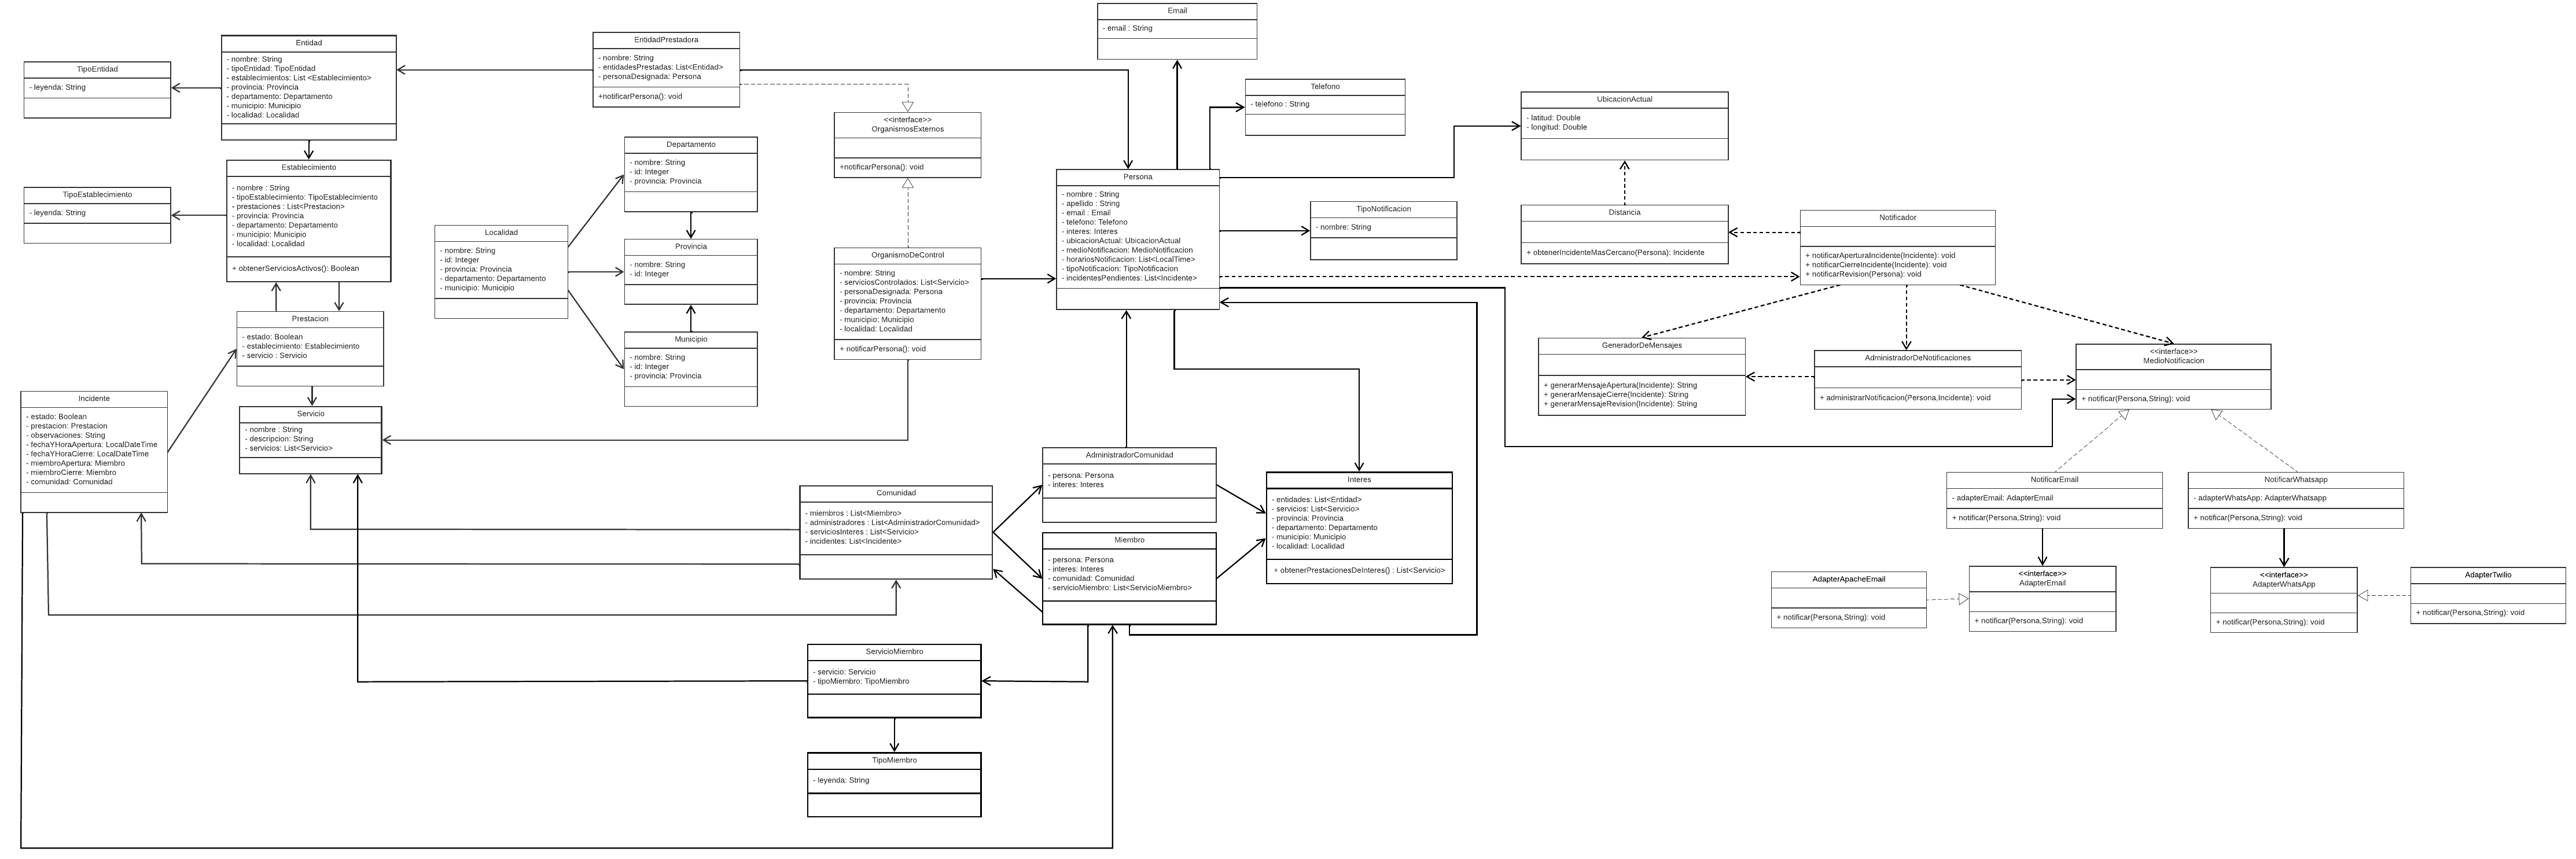 Email
- email : String
Entidad
- nombre: String
- tipoEntidad: TipoEntidad
- establecimientos: List <Establecimiento>
- provincia: Provincia
- departamento: Departamento
- municipio: Municipio
- localidad: Localidad
EntidadPrestadora
- nombre: String
- entidadesPrestadas: List<Entidad>
- personaDesignada: Persona
+notificarPersona(): void
TipoEntidad
- leyenda: String
Telefono
- telefono : String
UbicacionActual
- latitud: Double
- longitud: Double
<<interface>>
OrganismosExternos
+notificarPersona(): void
Departamento
- nombre: String
- id: Integer
- provincia: Provincia
Establecimiento
- nombre : String
- tipoEstablecimiento: TipoEstablecimiento
- prestaciones : List<Prestacion>
- provincia: Provincia
- departamento: Departamento
- municipio: Municipio
- localidad: Localidad
+ obtenerServiciosActivos(): Boolean
TipoEstablecimiento
- leyenda: String
Persona
- nombre : String
- apellido : String
- email : Email
- telefono: Telefono
- interes: Interes
- ubicacionActual: UbicacionActual
- medioNotificacion: MedioNotificacion
- horariosNotificacion: List<LocalTime>
- tipoNotificacion: TipoNotificacion
- incidentesPendientes: List<Incidente>
TipoNotificacion
- nombre: String
Distancia
+ obtenerIncidenteMasCercano(Persona): Incidente
Notificador
+ notificarAperturaIncidente(Incidente): void
+ notificarCierreIncidente(Incidente): void
+ notificarRevision(Persona): void
Localidad
- nombre: String
- id: Integer
- provincia: Provincia
- departamento: Departamento
- municipio: Municipio
Provincia
- nombre: String
- id: Integer
OrganismoDeControl
- nombre: String
- serviciosControlados: List<Servicio>
- personaDesignada: Persona
- provincia: Provincia
- departamento: Departamento
- municipio: Municipio
- localidad: Localidad
+ notificarPersona(): void
Prestacion
- estado: Boolean
- establecimiento: Establecimiento
- servicio : Servicio
Municipio
- nombre: String
- id: Integer
- provincia: Provincia
GeneradorDeMensajes
+ generarMensajeApertura(Incidente): String
+ generarMensajeCierre(Incidente): String
+ generarMensajeRevision(Incidente): String
AdministradorDeNotificaciones
+ administrarNotificacion(Persona,Incidente): void
<<interface>>
MedioNotificacion
+ notificar(Persona,String): void
Incidente
- estado: Boolean
- prestacion: Prestacion
- observaciones: String
- fechaYHoraApertura: LocalDateTime
- fechaYHoraCierre: LocalDateTime
- miembroApertura: Miembro
- miembroCierre: Miembro
- comunidad: Comunidad
Servicio
- nombre : String
- descripcion: String
- servicios: List<Servicio>
AdministradorComunidad
- persona: Persona
- interes: Interes
Comunidad
- miembros : List<Miembro>
- administradores : List<AdministradorComunidad>
- serviciosInteres : List<Servicio>
- incidentes: List<Incidente>
Interes
- entidades: List<Entidad>
- servicios: List<Servicio>
- provincia: Provincia
- departamento: Departamento
- municipio: Municipio
- localidad: Localidad
+ obtenerPrestacionesDeInteres() : List<Servicio>
NotificarEmail
- adapterEmail: AdapterEmail
+ notificar(Persona,String): void
NotificarWhatsapp
- adapterWhatsApp: AdapterWhatsapp
+ notificar(Persona,String): void
Miembro
- persona: Persona
- interes: Interes
- comunidad: Comunidad
- servicioMiembro: List<ServicioMiembro>
AdapterApacheEmail
+ notificar(Persona,String): void
<<interface>>
AdapterEmail
+ notificar(Persona,String): void
<<interface>>
AdapterWhatsApp
+ notificar(Persona,String): void
AdapterTwilio
+ notificar(Persona,String): void
ServicioMiembro
- servicio: Servicio
- tipoMiembro: TipoMiembro
TipoMiembro
- leyenda: String